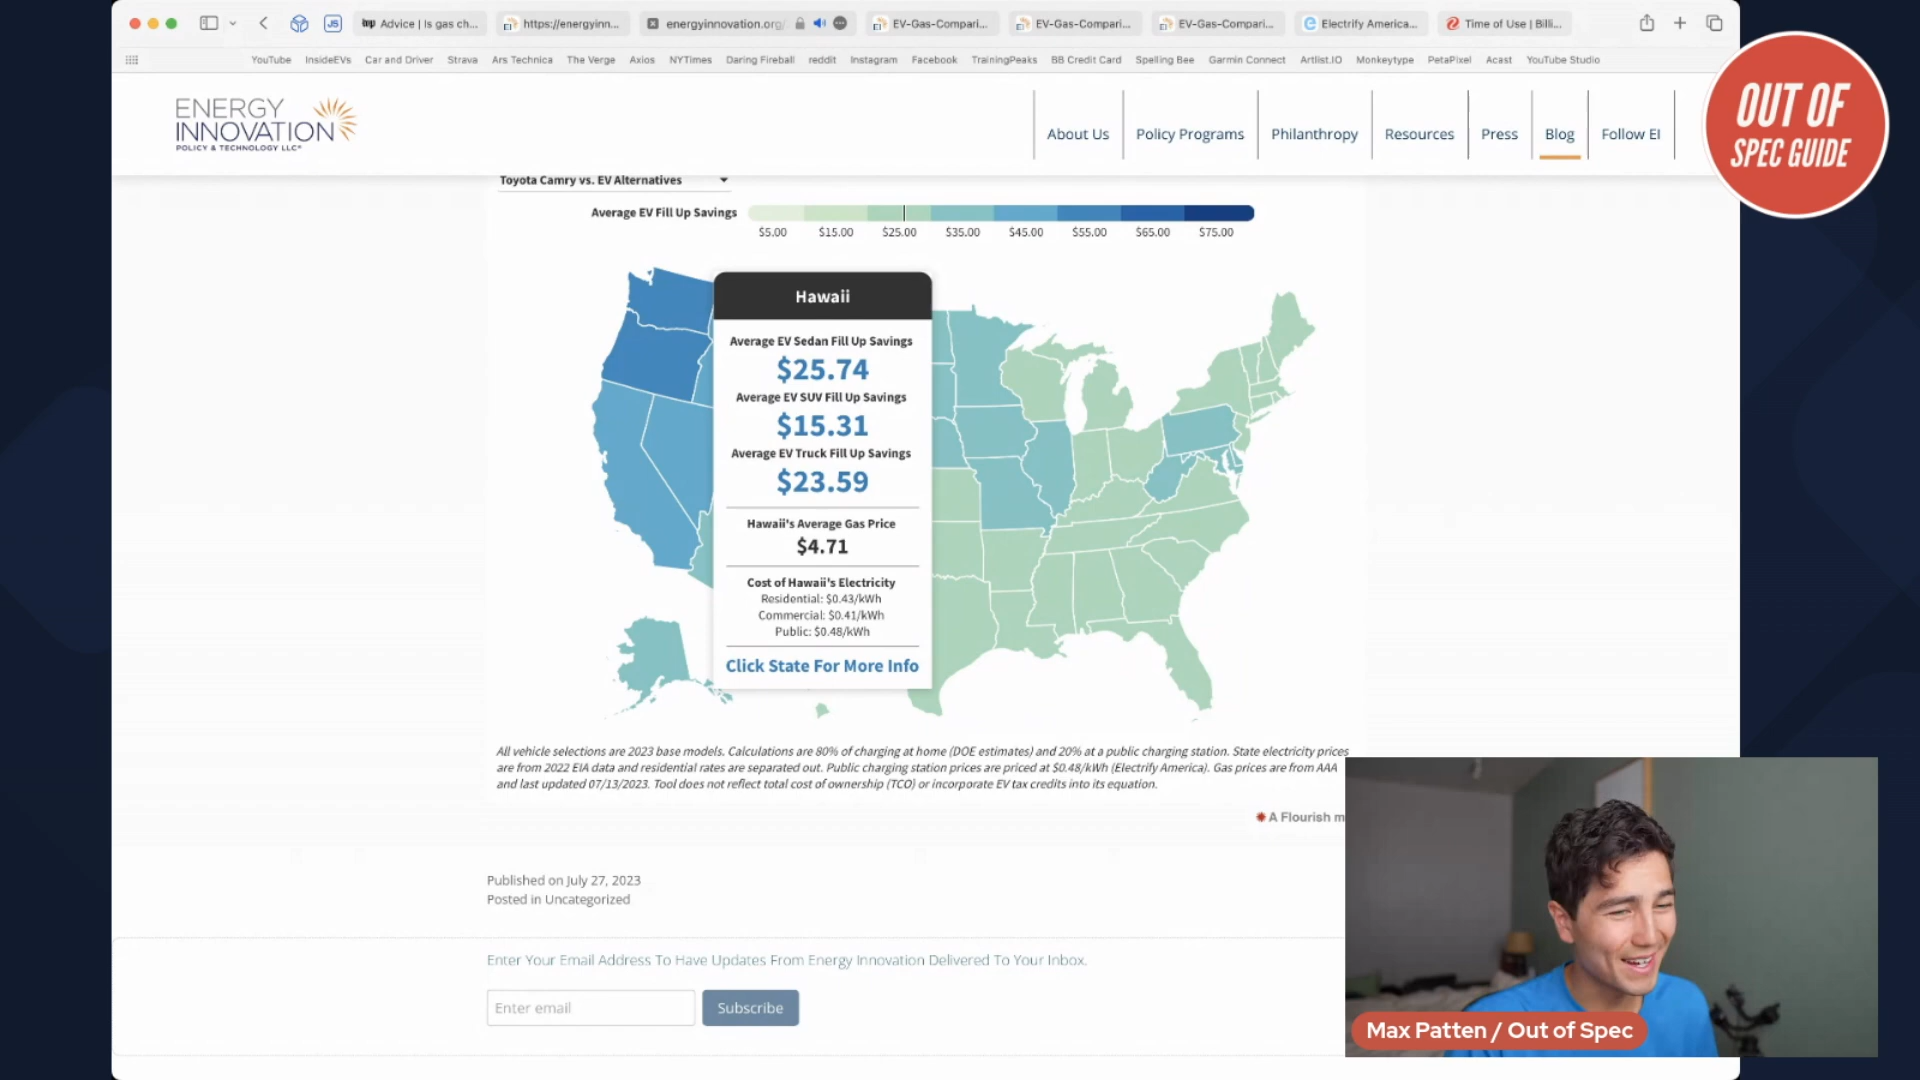 Advice | Is gas ch...
https://energyinn...
energyinnovation.org/
EV-Gas-Compari...
EV-Gas-Compari...
EV-Gas-Compari...
Electrify America...
Time of Use | Billi...
YouTube
InsideEVs
Car and Driver
Strava
Ars Technica
The Verge
Axios
NYTimes
Daring Fireball
reddit
Instagram
Facebook
TrainingPeaks
BB Credit Card
Spelling Bee
Garmin Connect
Artlist.IO
Monkeytype
PetaPixel
Acast
YouTube Studio
ENERGY
INNOVATION
POLICY & TECHNOLOGY LLC
About Us
Policy Programs
Philanthropy
Resources
Press
Blog
Follow EI
OUT OF
SPEC GUIDE
Toyota Camry vs. EV Alternatives
Average EV Fill Up Savings
$5.00
$15.00
$25.00
$35.00
$45.00
$55.00
$65.00
$75.00
Hawaii
Average EV Sedan Fill Up Savings
$25.74
Average EV SUV Fill Up Savings
$15.31
Average EV Truck Fill Up Savings
$23.59
Hawaii's Average Gas Price
$4.71
Cost of Hawaii's Electricity
Residential: $0.43/kWh
Commercial: $0.41/kWh
Public: $0.48/kWh
Click State For More Info
All vehicle selections are 2023 base models. Calculations are 80% of charging at home (DOE estimates) and 20% at a public charging station. State electricity prices
are from 2022 EIA data and residential rates are separated out. Public charging station prices are priced at $0.48/kWh (Electrify America). Gas prices are from AAA
and last updated 07/13/2023. Tool does not reflect total cost of ownership (TCO) or incorporate EV tax credits into its equation.
A Flourish m
Published on July 27, 2023
Posted in Uncategorized
Enter Your Email Address To Have Updates From Energy Innovation Delivered To Your Inbox.
Enter email
Subscribe
Max Patten / Out of Spec